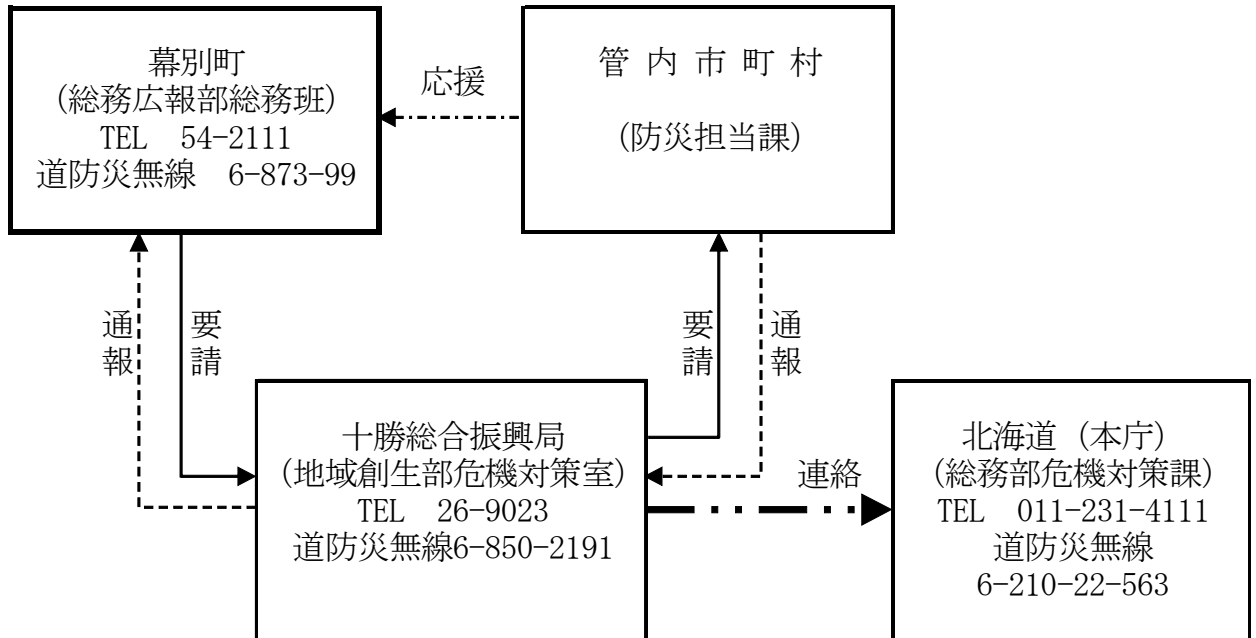 幕別町
(総務広報部総務班)
TEL 54-2111
道防災無線 6-873-99
応援
管内市町村
(防災担当課)
通報
要請
要請
通報
十勝総合振興局
(地域創生部危機対策室)
TEL 26-9023
道防災無線6-850-2191
連絡
北海道(本庁)
(総務部危機対策課)
TEL 011-231-4111
道防災無線
6-210-22-563